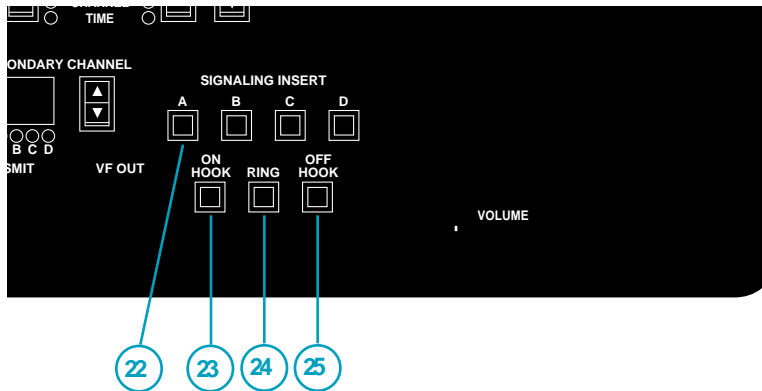 TIME
ONDARY CHANNEL
SIGNALING INSERT
A B C D
B C D
SMIT
VF OUT
ON HOOK
RING
OFF HOOK
VOLUME
22 23 24 25